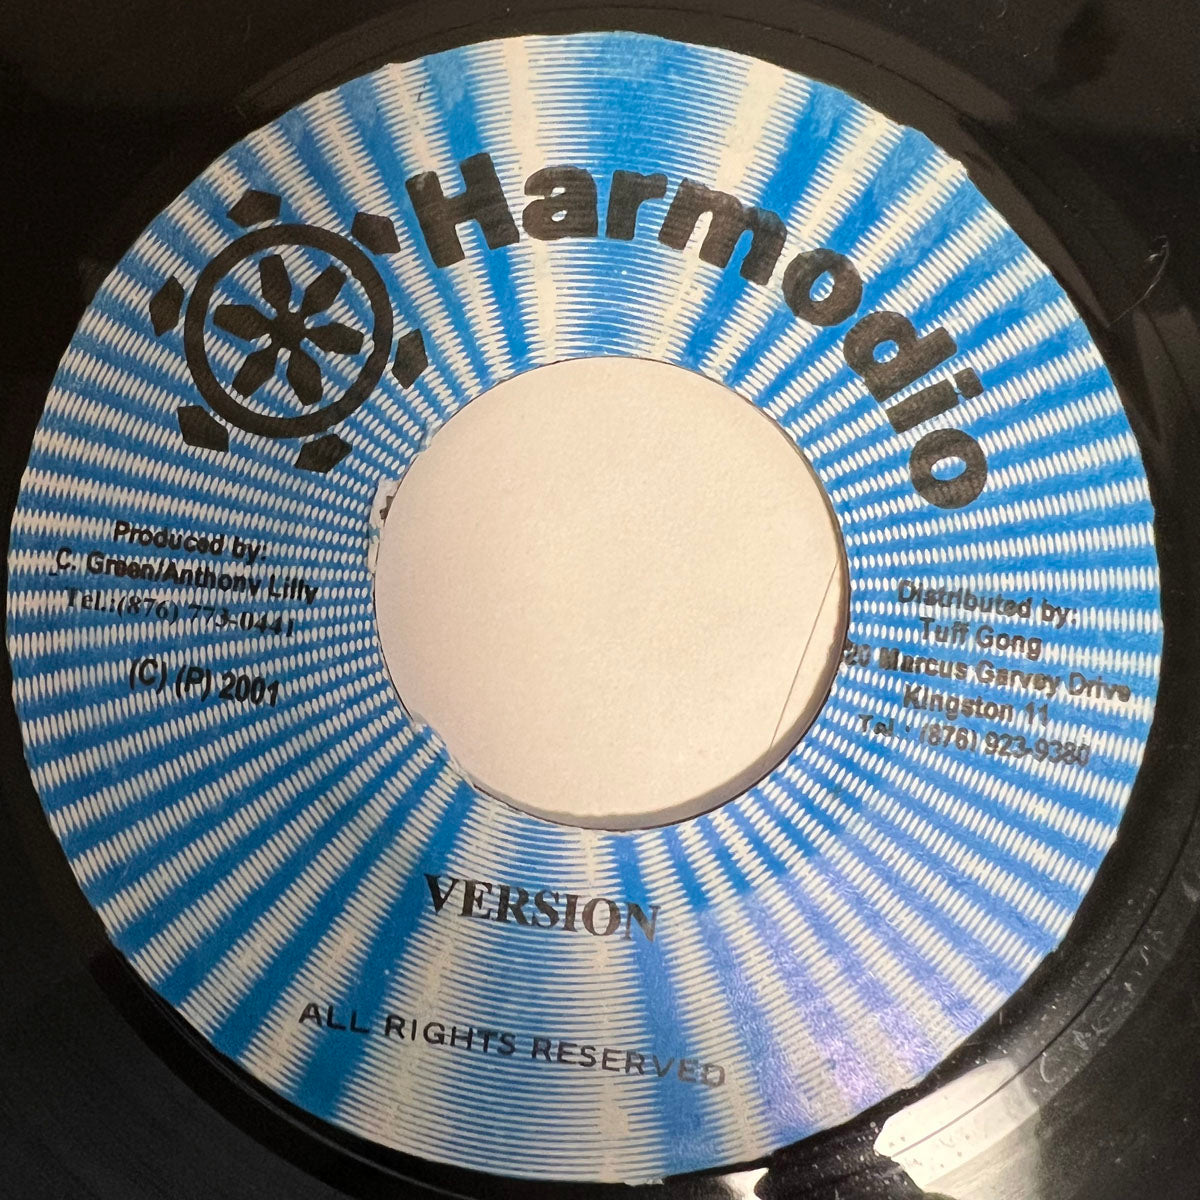 Harmodio
Produced by:
C. Green/Anthony Lilly
Tel.:(876) 773-0441
(C) (P) 2001
Distributed by:
Tuff Gong
220 Marcus Garvey Drive
Kingston 11
Tel.: (876) 923-9380
VERSION
ALL RIGHTS RESERVED